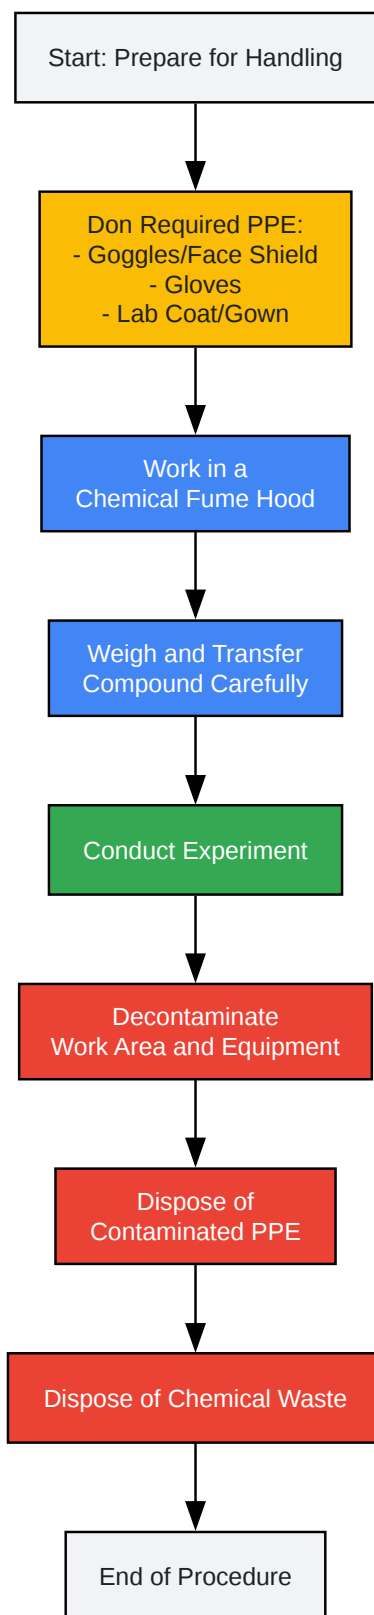 Start: Prepare for Handling
Don Required PPE:
- Goggles/Face Shield
- Gloves
- Lab Coat/Gown
Work in a
Chemical Fume Hood
Weigh and Transfer
Compound Carefully
Conduct Experiment
Decontaminate
Work Area and Equipment
Dispose of
Contaminated PPE
Dispose of Chemical Waste
End of Procedure